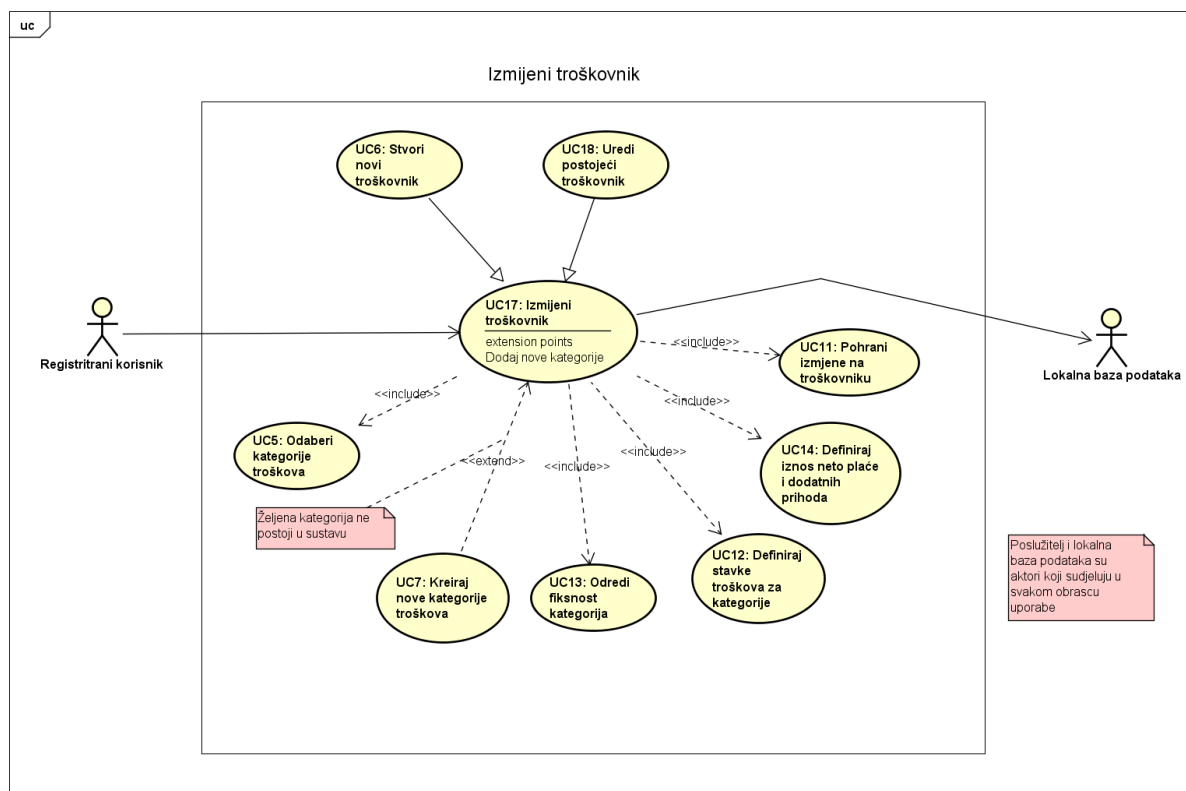 uc
Izmijeni troškovnik
UC6: Stvori
novi
troškovnik
UC18: Uredi
postojeći
troškovnik
UC17: Izmijeni
troškovnik
extension points
Dodaj nove kategorije
Registritrani korisnik
Lokalna baza podataka
<<include>>
UC11: Pohrani
izmjene na
troškovniku
<<include>>
UC5: Odaberi
kategorije
troškova
<<include>>
UC14: Definiraj
iznos neto plaće
i dodatnih
prihoda
<<extend>>
<<include>>
<<include>>
Željena kategorija ne
postoji u sustavu
UC7: Kreiraj
nove kategorije
troškova
UC13: Odredi
fiksnost
kategorija
UC12: Definiraj
stavke
troškova za
kategorije
Poslužitelj i lokalna
baza podataka su
aktori koji sudjeluju u
svakom obrascu
uporabe